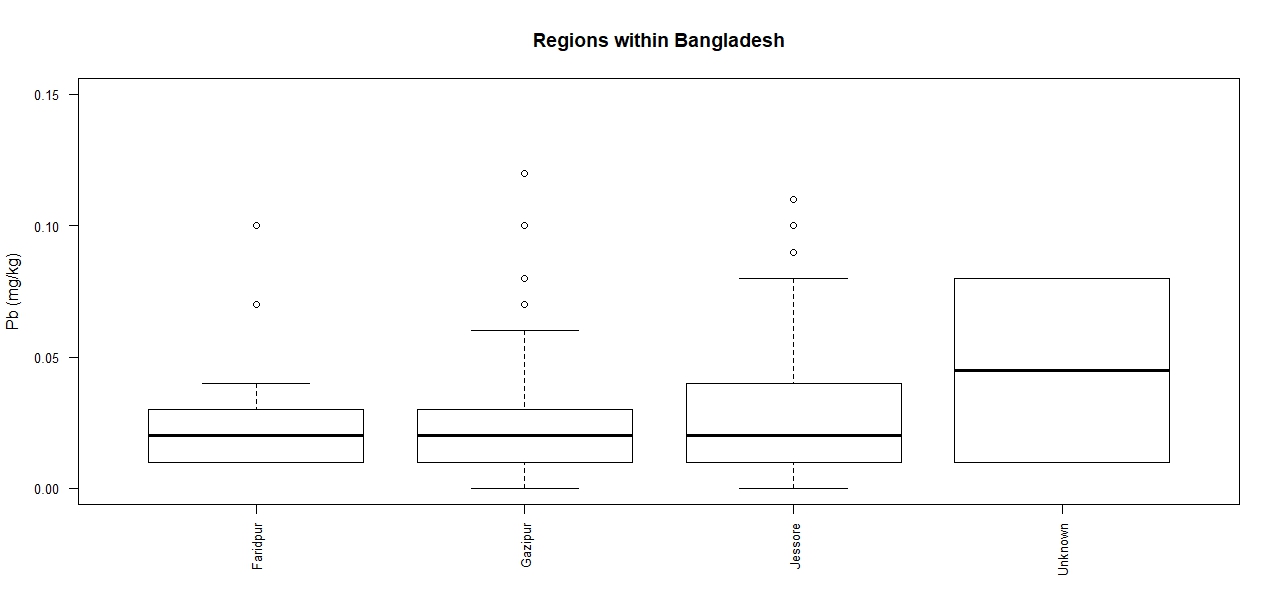 Regions within Bangladesh
Pb (mg/kg)
0.15
0.10
0.05
0.00
Faridpur
Gazipur
Jessore
Unknown